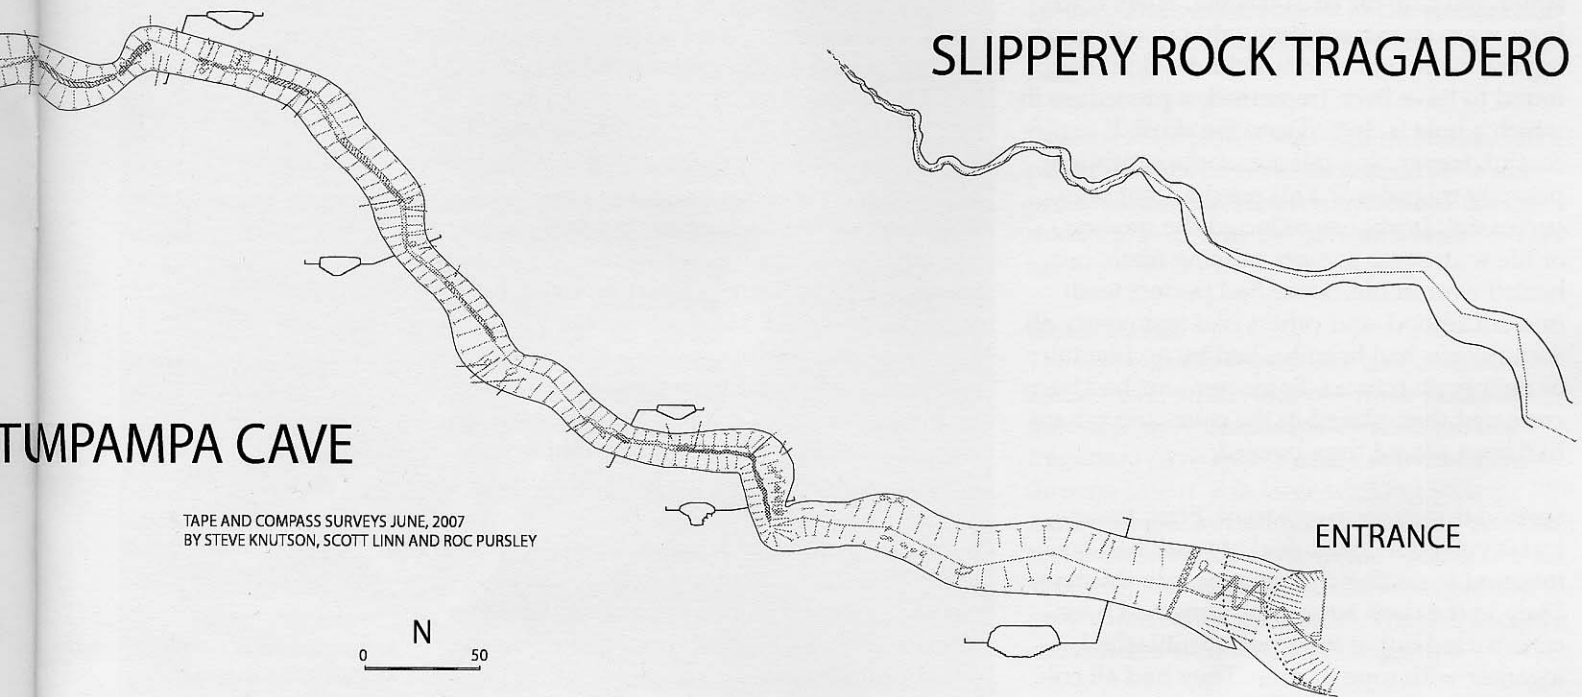 SLIPPERY ROCK TRAGADERO
TUMPAMPA CAVE
TAPE AND COMPASS SURVEYS JUNE, 2007
BY STEVE KNUTSON, SCOTT LINN AND ROC PURSLEY
ENTRANCE
N
0 50